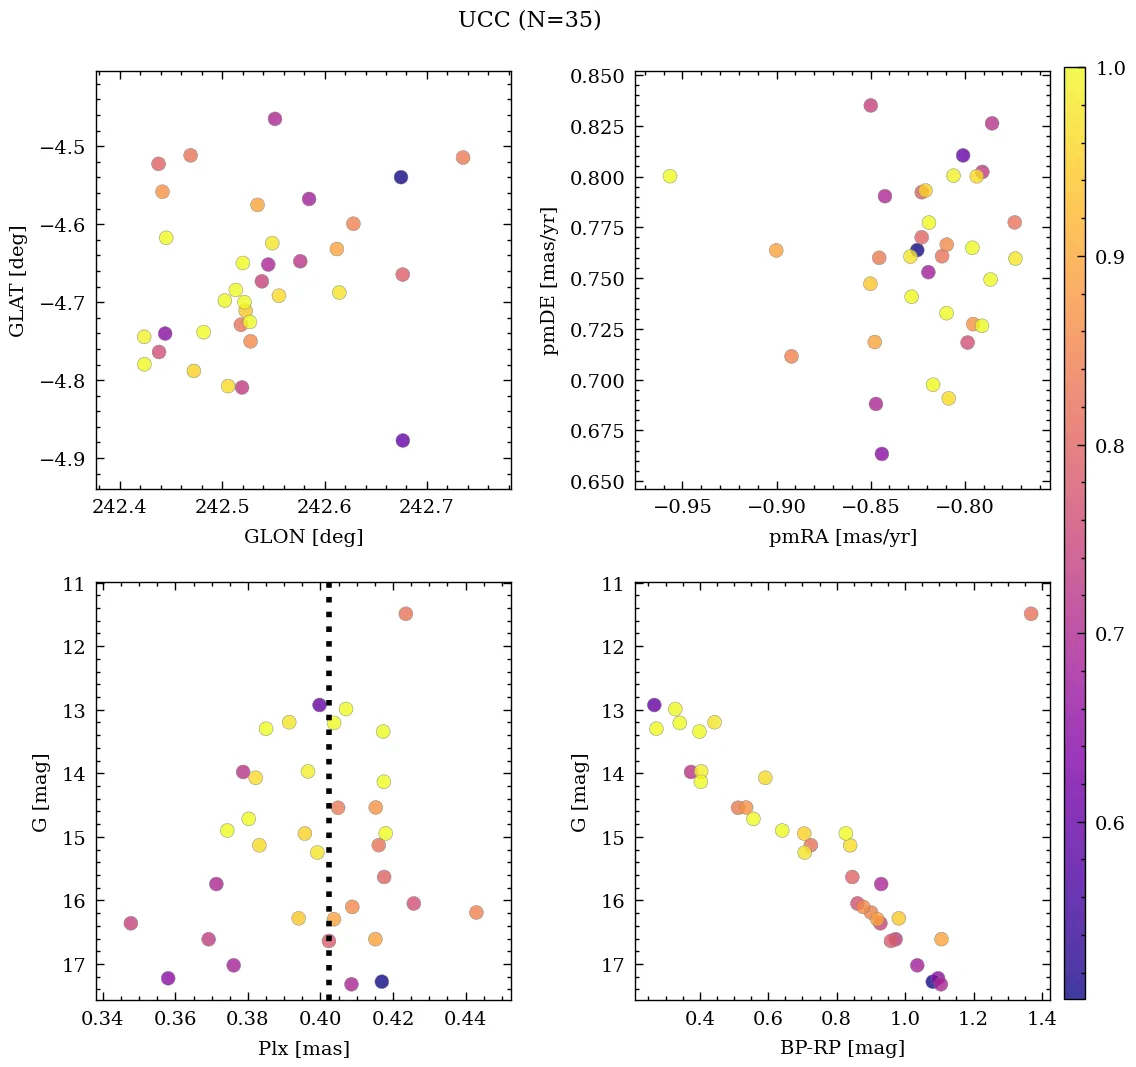 UCC (N=35)
−4.5
−4.6
−4.7
−4.8
−4.9
GLAT [deg]
242.4 242.5 242.6 242.7
GLON [deg]
0.850
0.825
0.800
0.775
0.750
0.725
0.700
0.675
0.650
pmDE [mas/yr]
−0.95 −0.90 −0.85 −0.80
pmRA [mas/yr]
11
12
13
14
15
16
17
G [mag]
0.34 0.36 0.38 0.40 0.42 0.44
Plx [mas]
11
12
13
14
15
16
17
G [mag]
0.4 0.6 0.8 1.0 1.2 1.4
BP-RP [mag]
1.0
0.9
0.8
0.7
0.6